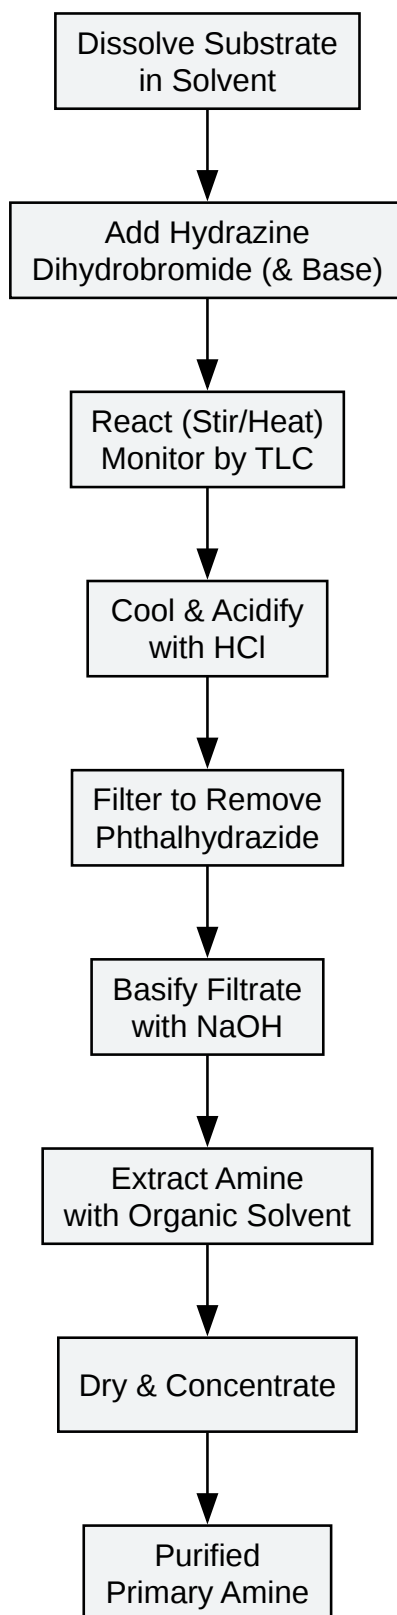 Dissolve Substrate
in Solvent
Add Hydrazine
Dihydrobromide (& Base)
React (Stir/Heat)
Monitor by TLC
Cool & Acidify
with HCl
Filter to Remove
Phthalhydrazide
Basify Filtrate
with NaOH
Extract Amine
with Organic Solvent
Dry & Concentrate
Purified
Primary Amine